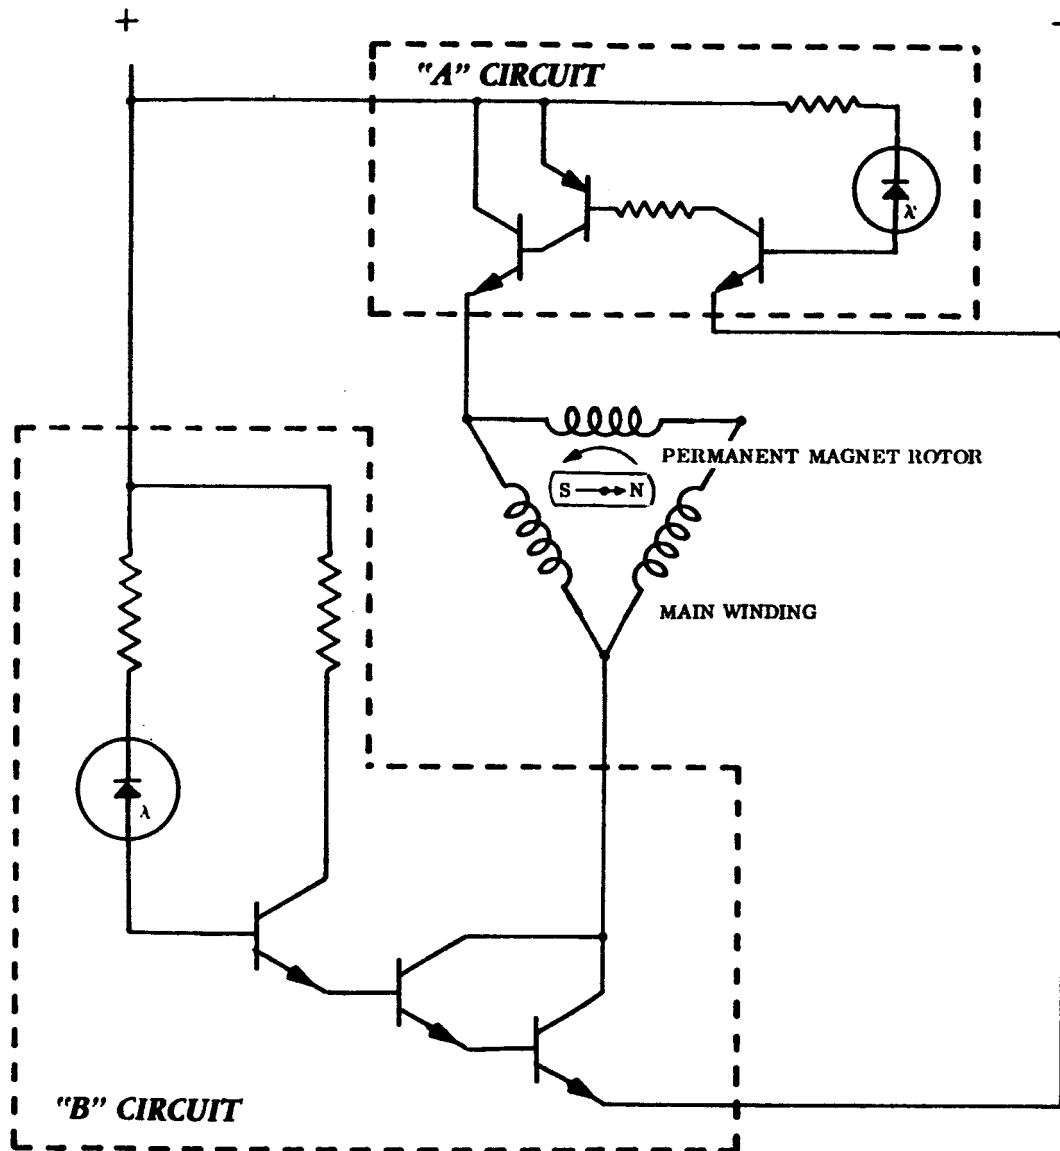 +
-
"A" CIRCUIT
λ
PERMANENT MAGNET ROTOR
S N
MAIN WINDING
λ
"B" CIRCUIT